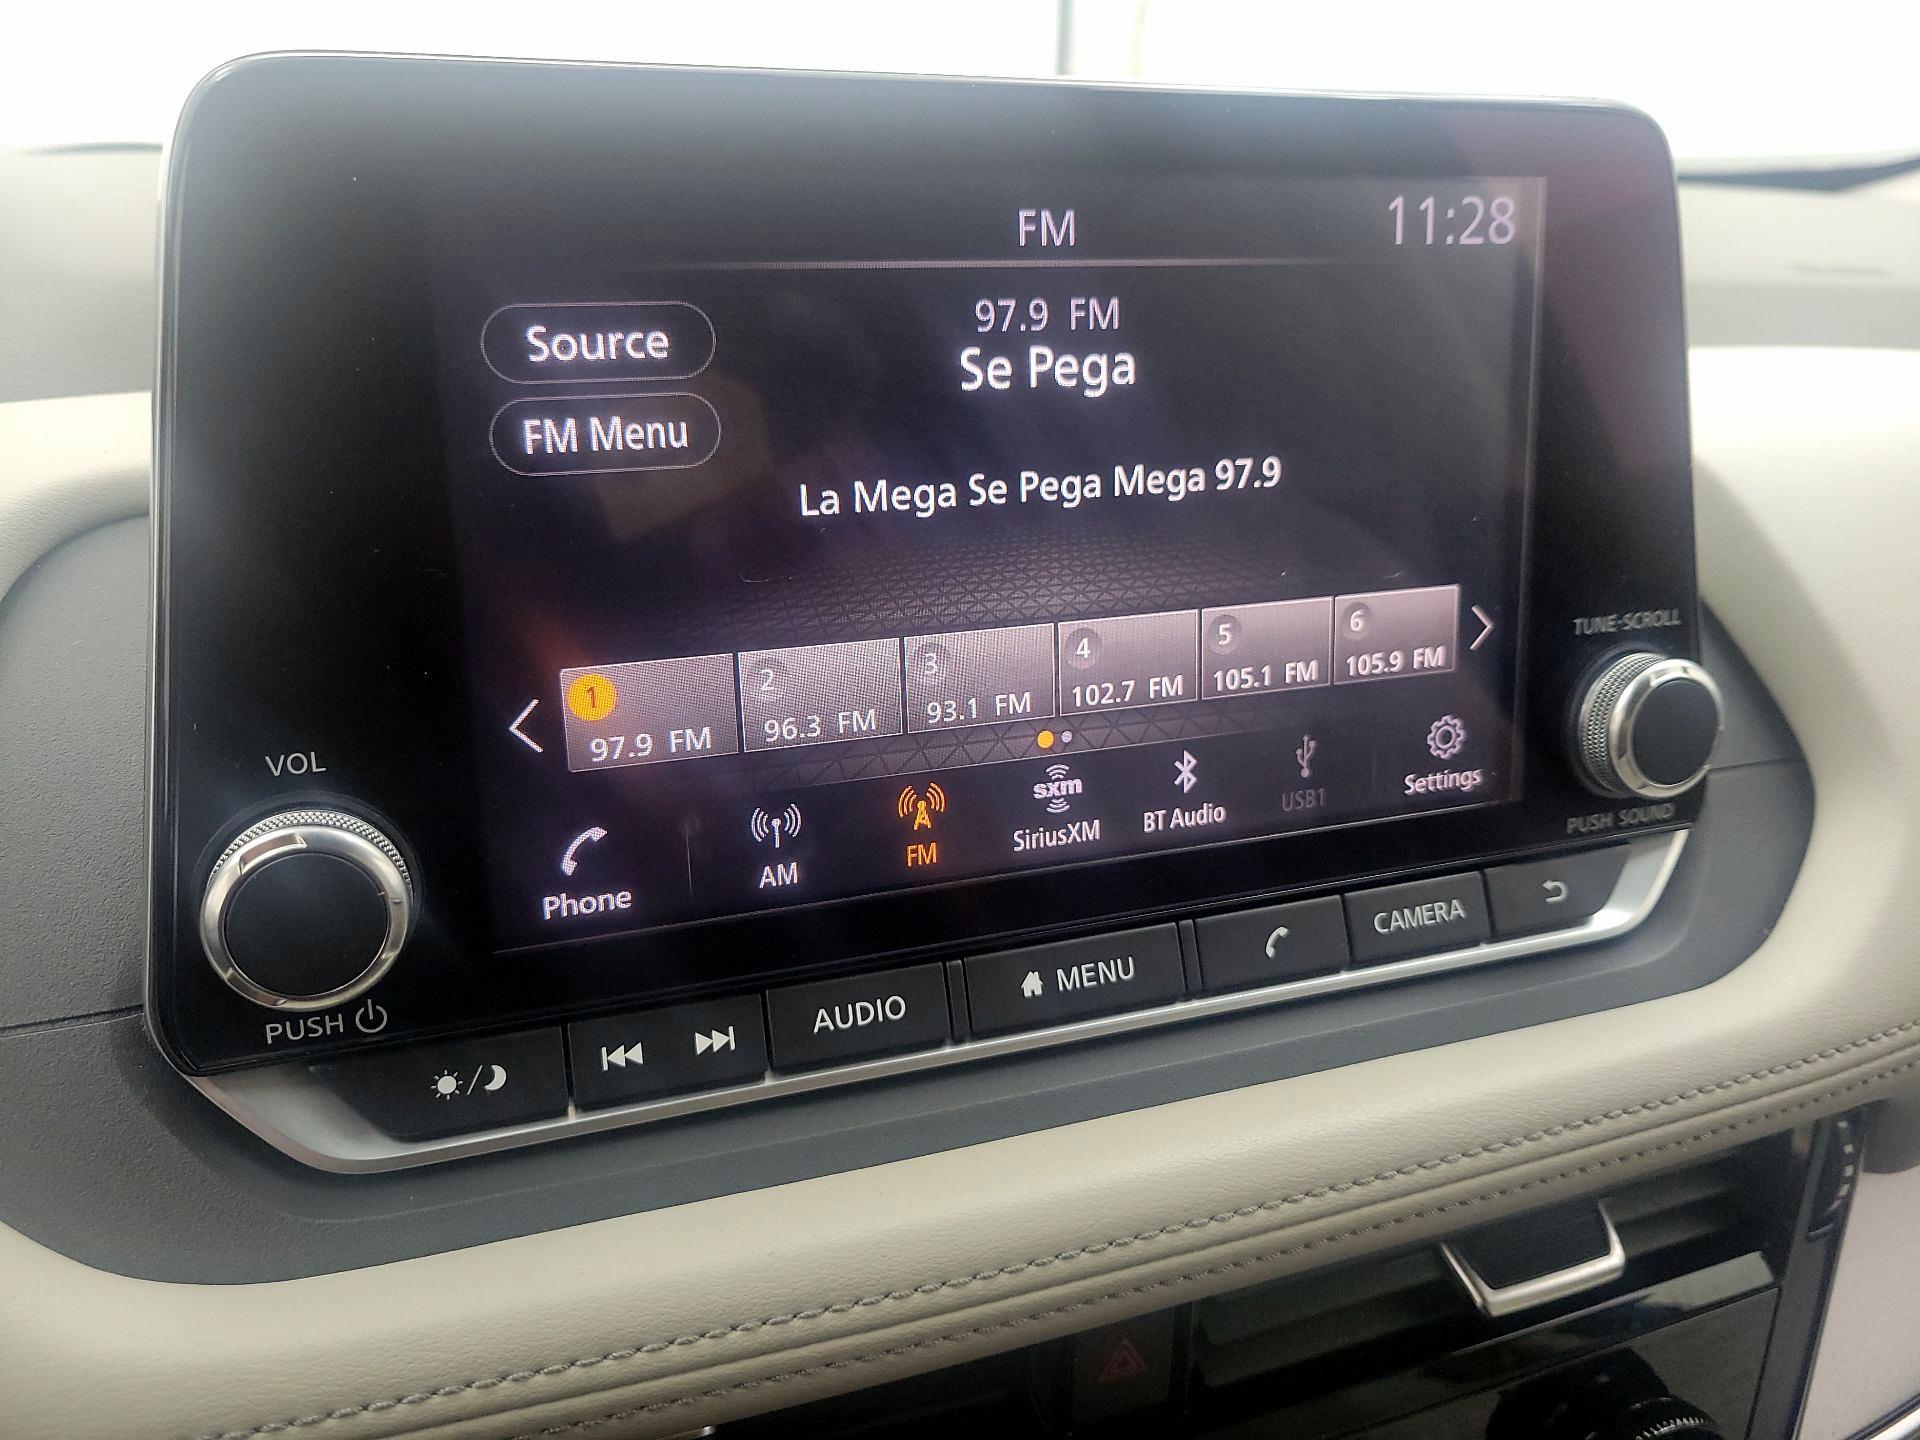 FM
11:28
97.9 FM
Source
Se Pega
FM Menu
La Mega Se Pega Mega 97.9
1
97.9 FM
2
96.3 FM
3
93.1 FM
4
102.7 FM
5
105.1 FM
6
105.9 FM
TUNE·SCROLL
VOL
Phone
AM
FM
sxm
SiriusXM
BT Audio
USB1
Settings
PUSH SOUND
PUSH
AUDIO
MENU
CAMERA